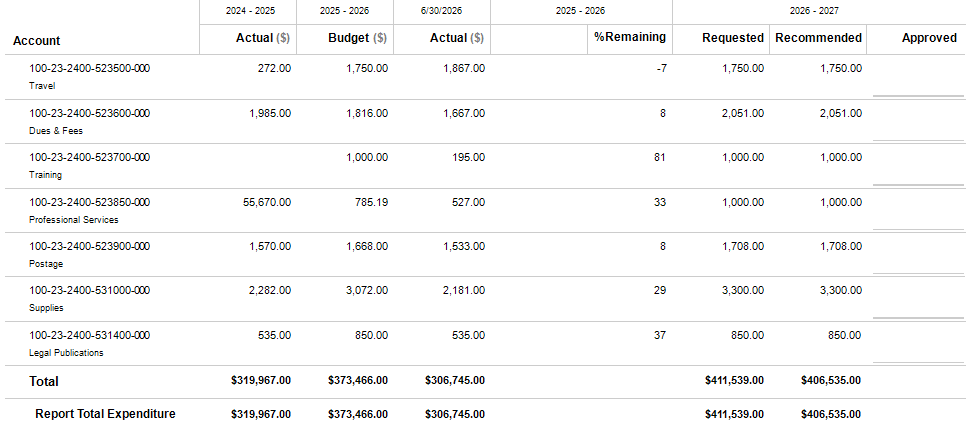 2024 - 2025 2025 - 2026 6/30/2026 2025 - 2026 2026 - 2027
Account Actual ($) Budget ($) Actual ($) %Remaining Requested Recommended Approved
100-23-2400-523500-000 272.00 1,750.00 1,867.00 -7 1,750.00 1,750.00
Travel
100-23-2400-523600-000 1,985.00 1,816.00 1,667.00 8 2,051.00 2,051.00
Dues & Fees
100-23-2400-523700-000 1,000.00 195.00 81 1,000.00 1,000.00
Training
100-23-2400-523850-000 55,670.00 785.19 527.00 33 1,000.00 1,000.00
Professional Services
100-23-2400-523900-000 1,570.00 1,668.00 1,533.00 8 1,708.00 1,708.00
Postage
100-23-2400-531000-000 2,282.00 3,072.00 2,181.00 29 3,300.00 3,300.00
Supplies
100-23-2400-531400-000 535.00 850.00 535.00 37 850.00 850.00
Legal Publications
Total $319,967.00 $373,466.00 $306,745.00 $411,539.00 $406,535.00
Report Total Expenditure $319,967.00 $373,466.00 $306,745.00 $411,539.00 $406,535.00